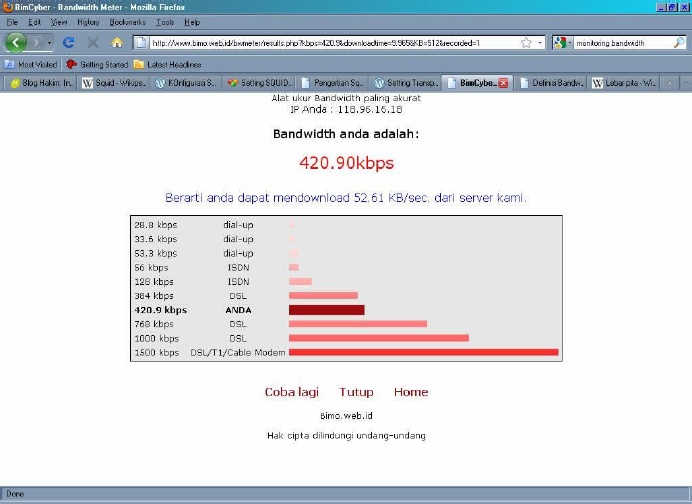 BimCyber - Bandwidth Meter - Mozilla Firefox
File Edit View History Bookmarks Tools Help
http://www.bimo.web.id/bwmeter/results.php?kbps=420.9&downloadtime=9.965&KB=512&recorded=1
monitoring bandwidth
Most Visited Getting Started Latest Headlines
Blog Hakim: In... Squid - Wikipe... KOnfigurasi S... Setting SQUID... Pengertian Sq... Setting Transp... BimCybe... Definisi Bandw... Lebar pita - Wi...
Alat ukur Bandwidth paling akurat
IP Anda : 118.96.16.18
Bandwidth anda adalah:
420.90kbps
Berarti anda dapat mendownload 52.61 KB/sec. dari server kami.
28.8 kbps dial-up
33.6 kbps dial-up
53.3 kbps dial-up
56 kbps ISDN
128 kbps ISDN
384 kbps DSL
420.9 kbps ANDA
768 kbps DSL
1000 kbps DSL
1500 kbps DSL/T1/Cable Modem
Coba lagi Tutup Home
Bimo.web.id
Hak cipta dilindungi undang-undang
Done